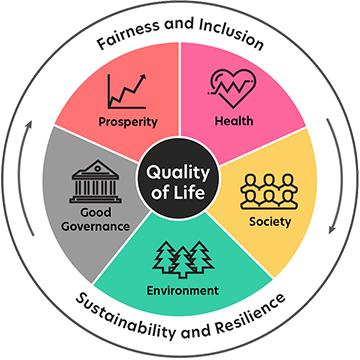 Fairness and Inclusion
Prosperity
Health
Quality
of Life
Good
Governance
Society
Environment
Sustainability and Resilience